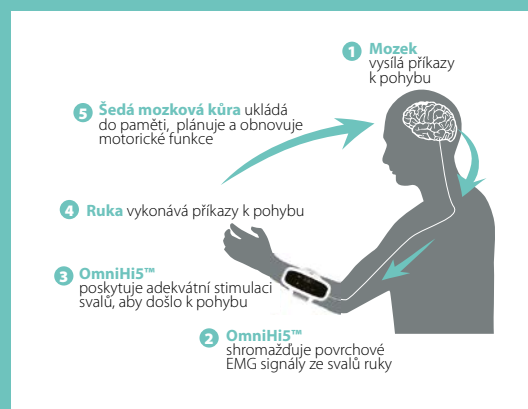 1 Mozek
vysílá příkazy
k pohybu
5 Šedá mozková kůra ukládá
do paměti, plánuje a obnovuje
motorické funkce
4 Ruka vykonává příkazy k pohybu
3 OmniHi5™
poskytuje adekvátní stimulaci
svalů, aby došlo k pohybu
2 OmniHi5™
shromažďuje povrchové
EMG signály ze svalů ruky